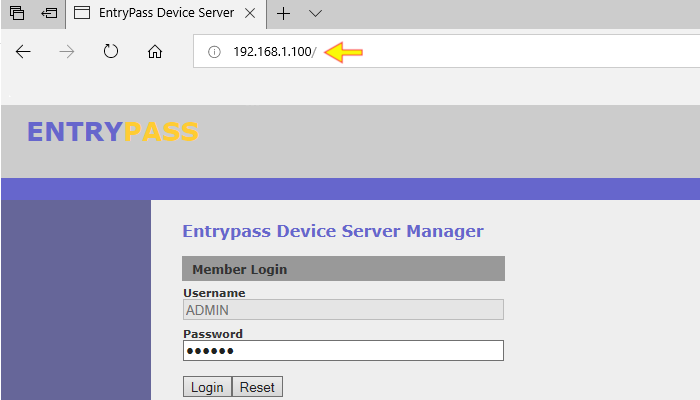 EntryPass Device Server
192.168.1.100/
ENTRYPASS
Entrypass Device Server Manager
Member Login
Username
ADMIN
Password
●●●●●●
Login Reset